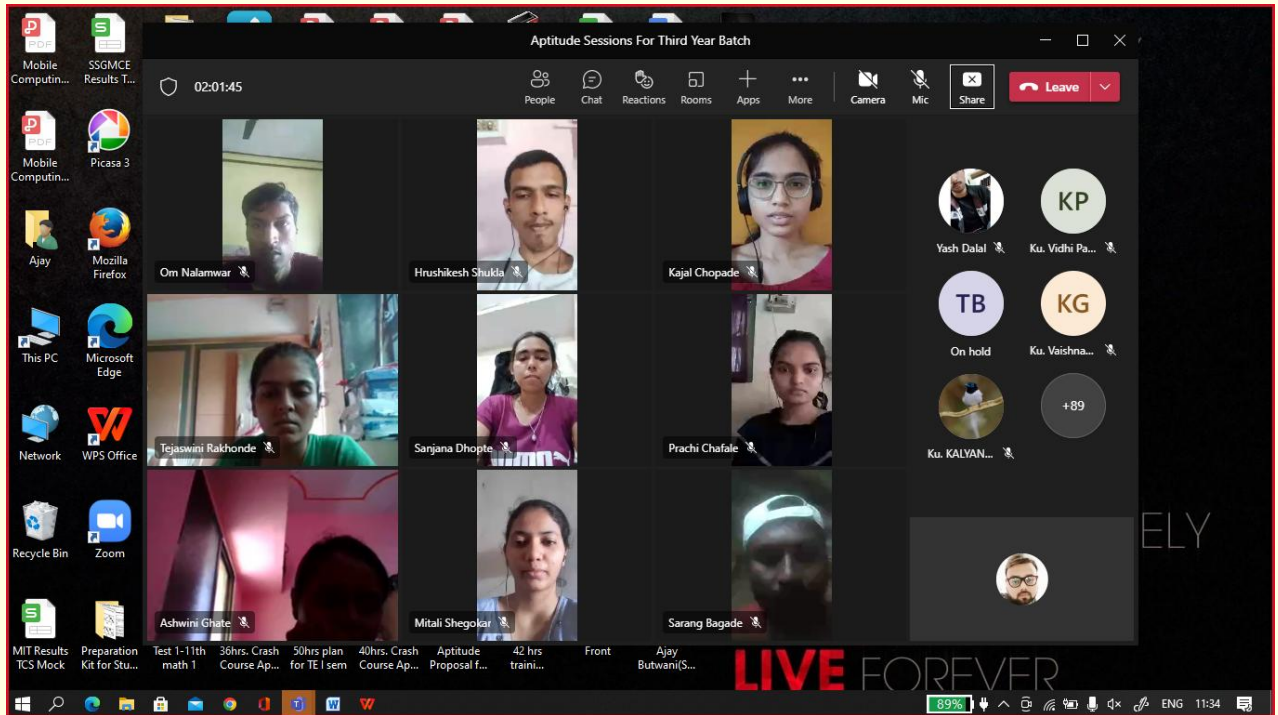 Aptitude Sessions For Third Year Batch
02:01:45
People
Chat
Reactions
Rooms
Apps
More
Camera
Mic
Share
Leave
Om Nalamwar
Hrushikesh Shukla
Kajal Chopade
Tejaswini Rakhonde
Sanjana Dhopte
Prachi Chafale
Ashwini Ghate
Mitali Shegokar
Sarang Bagade
Yash Dalal
KP
Ku. Vidhi Pa...
TB
On hold
KG
Ku. Vaishna...
Ku. KALYAN...
+89
PDF
Mobile
Computin...
S
SSGMCE
Results T...
PDF
Mobile
Computin...
Picasa 3
Ajay
Mozilla
Firefox
This PC
Microsoft
Edge
Network
WPS Office
Recycle Bin
Zoom
S
MIT Results
TCS Mock
Preparation
Kit for Stu...
Test 1-11th
math 1
36hrs. Crash
Course Ap...
50hrs plan
for TE I sem
40hrs. Crash
Course Ap...
Aptitude
Proposal f...
42 hrs
traini...
Front
Ajay
Butwani(S...
ELY
LIVE FOREVER
89%
ENG
11:34